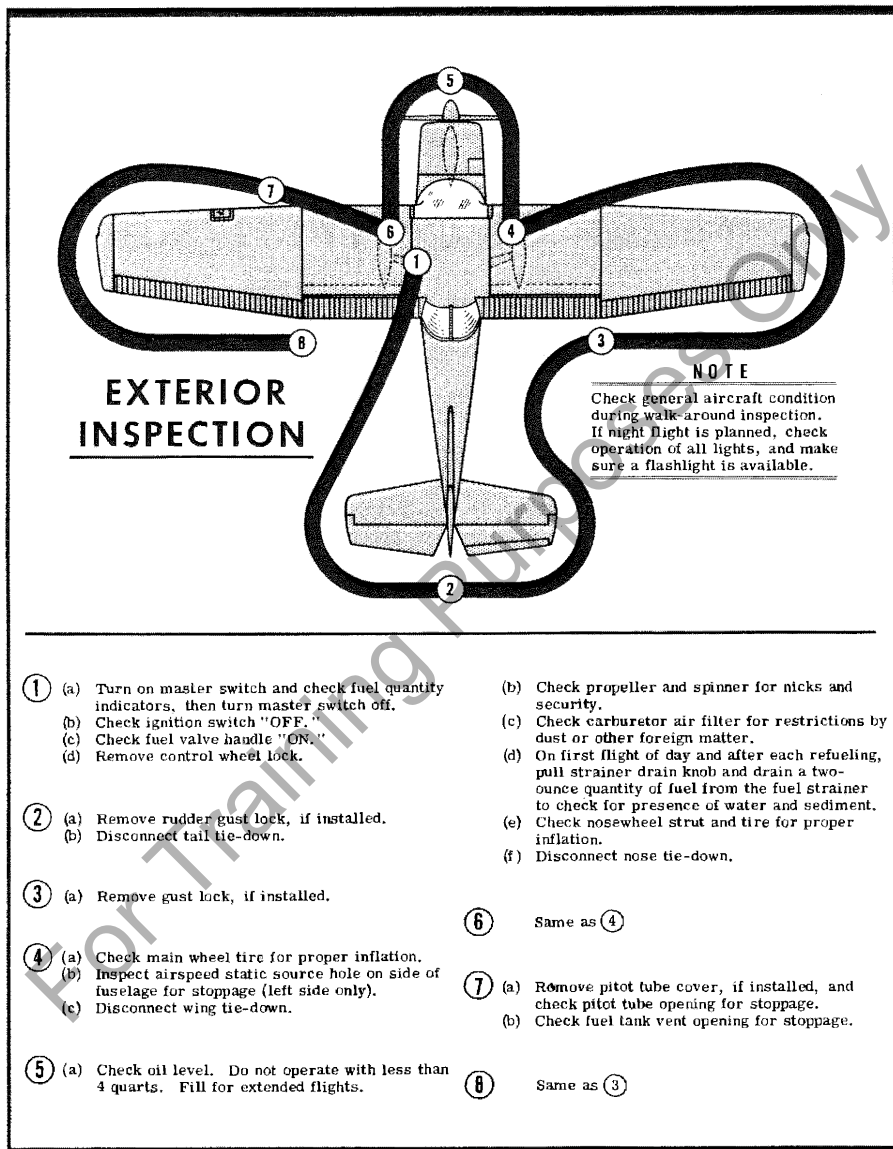 5
7
6
4
1
8
3
EXTERIOR
INSPECTION
NOTE
Check general aircraft condition
during walk-around inspection.
If night flight is planned, check
operation of all lights, and make
sure a flashlight is available.
2
For Training Purposes Only
1 (a) Turn on master switch and check fuel quantity
indicators, then turn master switch off.
(b) Check ignition switch "OFF."
(c) Check fuel valve handle "ON."
(d) Remove control wheel lock.
2 (a) Remove rudder gust lock, if installed.
(b) Disconnect tail tie-down.
3 (a) Remove gust lock, if installed.
4 (a) Check main wheel tire for proper inflation.
(b) Inspect airspeed static source hole on side of
fuselage for stoppage (left side only).
(c) Disconnect wing tie-down.
5 (a) Check oil level. Do not operate with less than
4 quarts. Fill for extended flights.
(b) Check propeller and spinner for nicks and
security.
(c) Check carburetor air filter for restrictions by
dust or other foreign matter.
(d) On first flight of day and after each refueling,
pull strainer drain knob and drain a two-
ounce quantity of fuel from the fuel strainer
to check for presence of water and sediment.
(e) Check nosewheel strut and tire for proper
inflation.
(f) Disconnect nose tie-down.
6 Same as 4
7 (a) Remove pitot tube cover, if installed, and
check pitot tube opening for stoppage.
(b) Check fuel tank vent opening for stoppage.
8 Same as 3